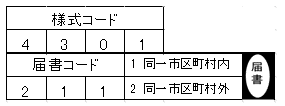 様式コード
4 3 0 1
届書コード
2 1 1
1 同一市区町村内
2 同一市区町村外
届書